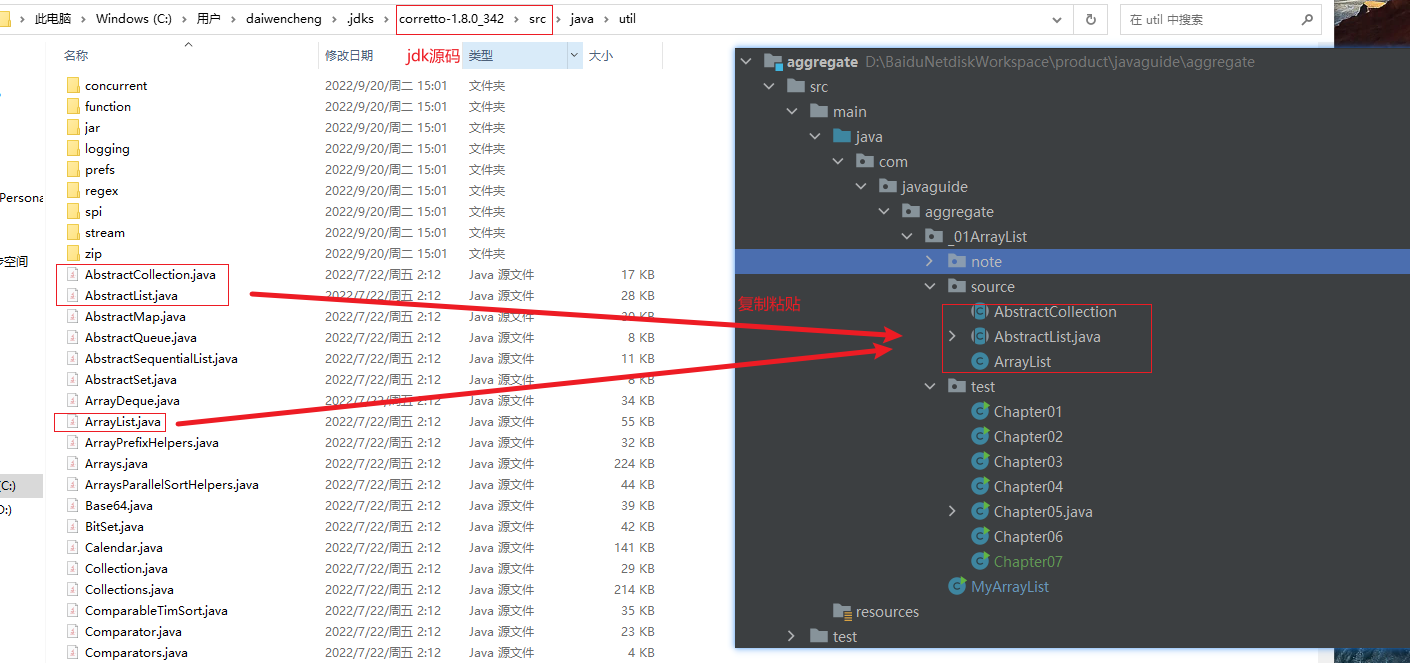 此电脑 > Windows (C:) > 用户 > daiwencheng > .jdks > corretto-1.8.0_342 > src > java > util
在 util 中搜索
名称 修改日期 jdk源码 类型 大小
concurrent 2022/9/20/周二 15:01 文件夹
function 2022/9/20/周二 15:01 文件夹
jar 2022/9/20/周二 15:01 文件夹
logging 2022/9/20/周二 15:01 文件夹
prefs 2022/9/20/周二 15:01 文件夹
regex 2022/9/20/周二 15:01 文件夹
spi 2022/9/20/周二 15:01 文件夹
stream 2022/9/20/周二 15:01 文件夹
zip 2022/9/20/周二 15:01 文件夹
AbstractCollection.java 2022/7/22/周五 2:12 Java 源文件 17 KB
AbstractList.java 2022/7/22/周五 2:12 Java 源文件 28 KB
AbstractMap.java 2022/7/22/周五 2:12 Java 源文件 KB
AbstractQueue.java 2022/7/22/周五 2:12 Java 源文件 8 KB
AbstractSequentialList.java 2022/7/22/周五 2:12 Java 源文件 11 KB
AbstractSet.java 2022/7/22/周五 2:12 Java 源文件 KB
ArrayDeque.java 2022/7/22/周五 2:12 Java 源文件 34 KB
ArrayList.java 2022/7/22/周五 2:12 Java 源文件 55 KB
ArrayPrefixHelpers.java 2022/7/22/周五 2:12 Java 源文件 32 KB
Arrays.java 2022/7/22/周五 2:12 Java 源文件 224 KB
ArraysParallelSortHelpers.java 2022/7/22/周五 2:12 Java 源文件 44 KB
Base64.java 2022/7/22/周五 2:12 Java 源文件 39 KB
BitSet.java 2022/7/22/周五 2:12 Java 源文件 42 KB
Calendar.java 2022/7/22/周五 2:12 Java 源文件 141 KB
Collection.java 2022/7/22/周五 2:12 Java 源文件 29 KB
Collections.java 2022/7/22/周五 2:12 Java 源文件 214 KB
ComparableTimSort.java 2022/7/22/周五 2:12 Java 源文件 35 KB
Comparator.java 2022/7/22/周五 2:12 Java 源文件 23 KB
Comparators.java 2022/7/22/周五 2:12 Java 源文件 4 KB
Persona
空间
(C:)
复制粘贴
aggregate D:\BaiduNetdiskWorkspace\product\javaguide\aggregate
src
main
java
com
javaguide
aggregate
_01ArrayList
note
source
AbstractCollection
AbstractList.java
ArrayList
test
Chapter01
Chapter02
Chapter03
Chapter04
Chapter05.java
Chapter06
Chapter07
MyArrayList
resources
test